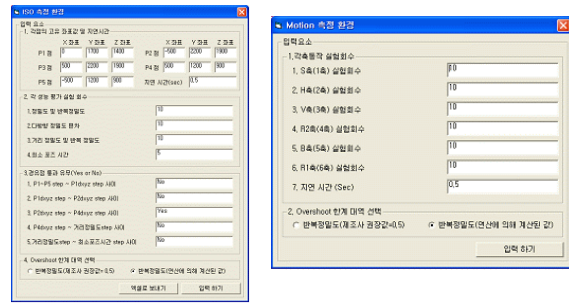 ISO 측정 환경
입력 요소
1. 각점의 고유 좌표값 및 지연시간
X 좌표 Y 좌표 Z 좌표 X 좌표 Y 좌표 Z 좌표
P1 점 0 1700 1400 P2 점 -500 2200 1900
P3 점 500 2200 1900 P4 점 500 1200 900
P5 점 -500 1200 900 지연 시간(sec) 0,5
2. 각 성능 평가 실험 회수
1.정밀도 및 반복정밀도 10
2.다방향 정밀도 편차 10
3.거리 정밀도 및 반복 정밀도 10
4.최소 포즈 시간 5
3.경유점 통과 유무(Yes or No)
1. P1~P5 step ~ P1dxyz step 사이 No
2. P1dxyz step ~ P2dxyz step 사이 No
3. P2dxyz step ~ P4dxyz step 사이 Yes
4. P4dxyz step ~ 거리정밀도step 사이 No
5.거리정밀도step ~ 최소포즈시간 step 사이 No
4. Overshoot 한계 대역 선택
반복정밀도(제조사 권장값=0,5) 반복정밀도(연산에 의해 계산된 값)
엑셀로 보내기 입력 하기
Motion 측정 환경
입력요소
1.각축동작 실험회수
1. S축(1축) 실험회수 10
2. H축(2축) 실험회수 10
3. V축(3축) 실험회수 10
4. R2축(4축) 실험회수 10
5. B축(5축) 실험회수 10
6. R1축(6축) 실험회수 10
7. 지연 시간 (Sec) 0,5
2. Overshoot 한계 대역 선택
반복정밀도(제조사 권장값=0,5) 반복정밀도(연산에 의해 계산된 값)
입력 하기